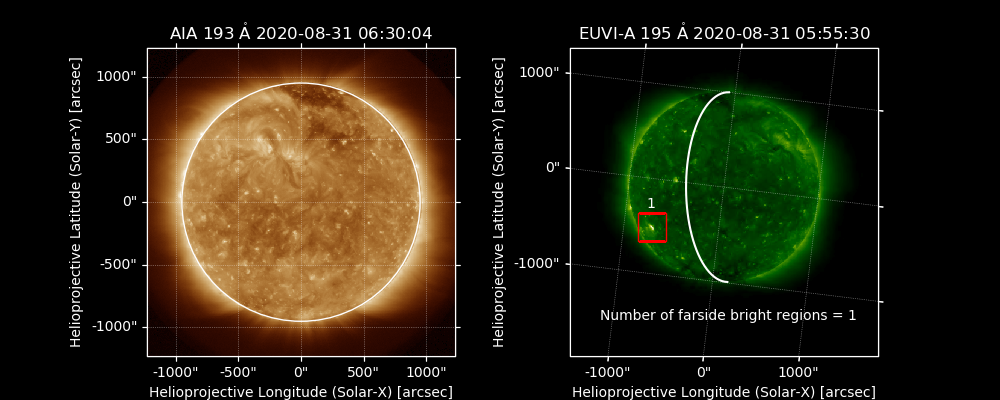 AIA 193 Å 2020-08-31 06:30:04
1000"
500"
0"
-500"
-1000"
-1000"
-500"
0"
500"
1000"
Helioprojective Longitude (Solar-X) [arcsec]
Helioprojective Latitude (Solar-Y) [arcsec]
EUVI-A 195 Å 2020-08-31 05:55:30
1000"
0"
-1000"
1
Number of farside bright regions = 1
-1000"
0"
1000"
Helioprojective Longitude (Solar-X) [arcsec]
Helioprojective Latitude (Solar-Y) [arcsec]